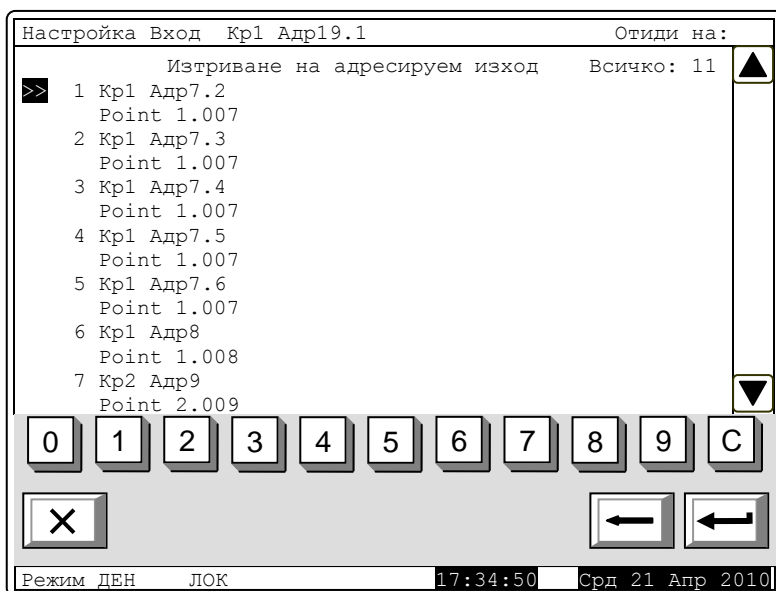 Настройка Вход Кр1 Адр19.1 Отиди на:
Изтриване на адресируем изход Всичко: 11
>> 1 Кр1 Адр7.2
Point 1.007
2 Кр1 Адр7.3
Point 1.007
3 Кр1 Адр7.4
Point 1.007
4 Кр1 Адр7.5
Point 1.007
5 Кр1 Адр7.6
Point 1.007
6 Кр1 Адр8
Point 1.008
7 Кр2 Адр9
Point 2.009
0 1 2 3 4 5 6 7 8 9 C
Режим ДЕН ЛОК 17:34:50 Срд 21 Апр 2010